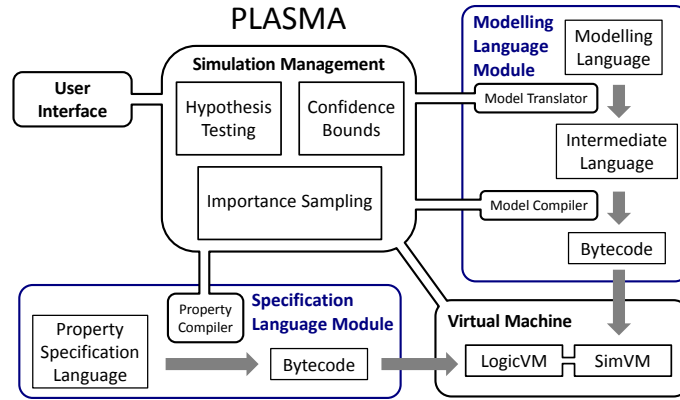 PLASMA
Simulation Management
User
Interface
Hypothesis
Testing
Confidence
Bounds
Importance Sampling
Modelling
Language
Module
Modelling
Language
Model Translator
Intermediate
Language
Model Compiler
Bytecode
Property
Compiler
Specification
Language Module
Property
Specification
Language
Bytecode
Virtual Machine
LogicVM
SimVM